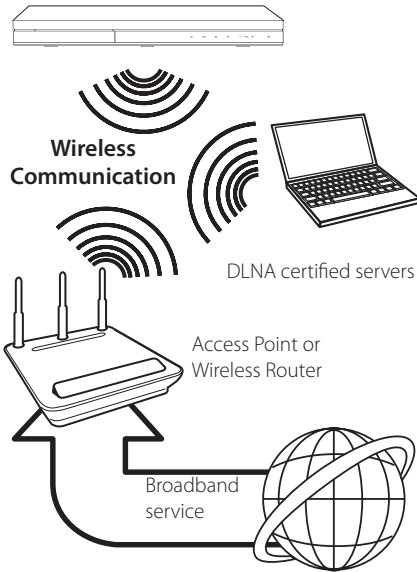 Wireless
Communication
DLNA certified servers
Access Point or
Wireless Router
Broadband
service